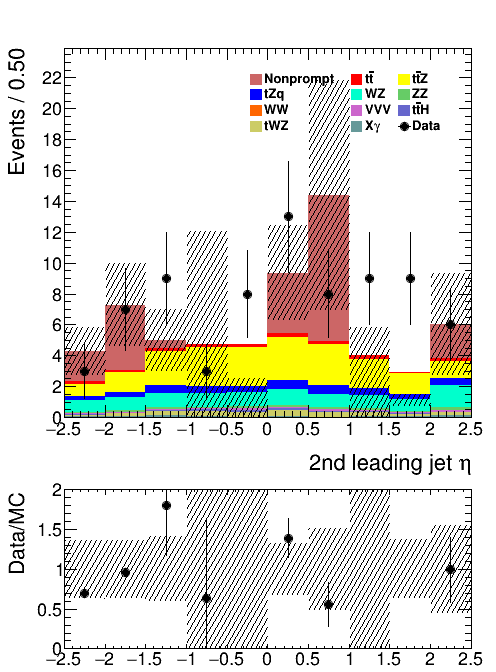 Events / 0.50
22
20
18
16
14
12
10
8
6
4
2
0
Nonprompt tt̄ tt̄Z
tZq WZ ZZ
WW VVV tt̄H
tWZ Xγ Data
−2.5 −2 −1.5 −1 −0.5 0 0.5 1 1.5 2 2.5
2nd leading jet η
Data/MC
2
1.5
1
0.5
0
−2.5 −2 −1.5 −1 −0.5 0 0.5 1 1.5 2 2.5